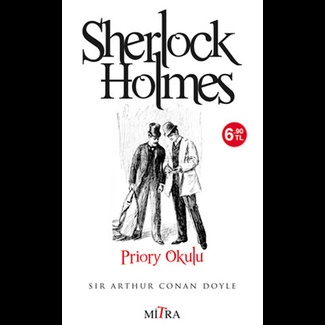 Sherlock
Holmes
6.90
TL
Priory Okulu
SIR ARTHUR CONAN DOYLE
MİTRA